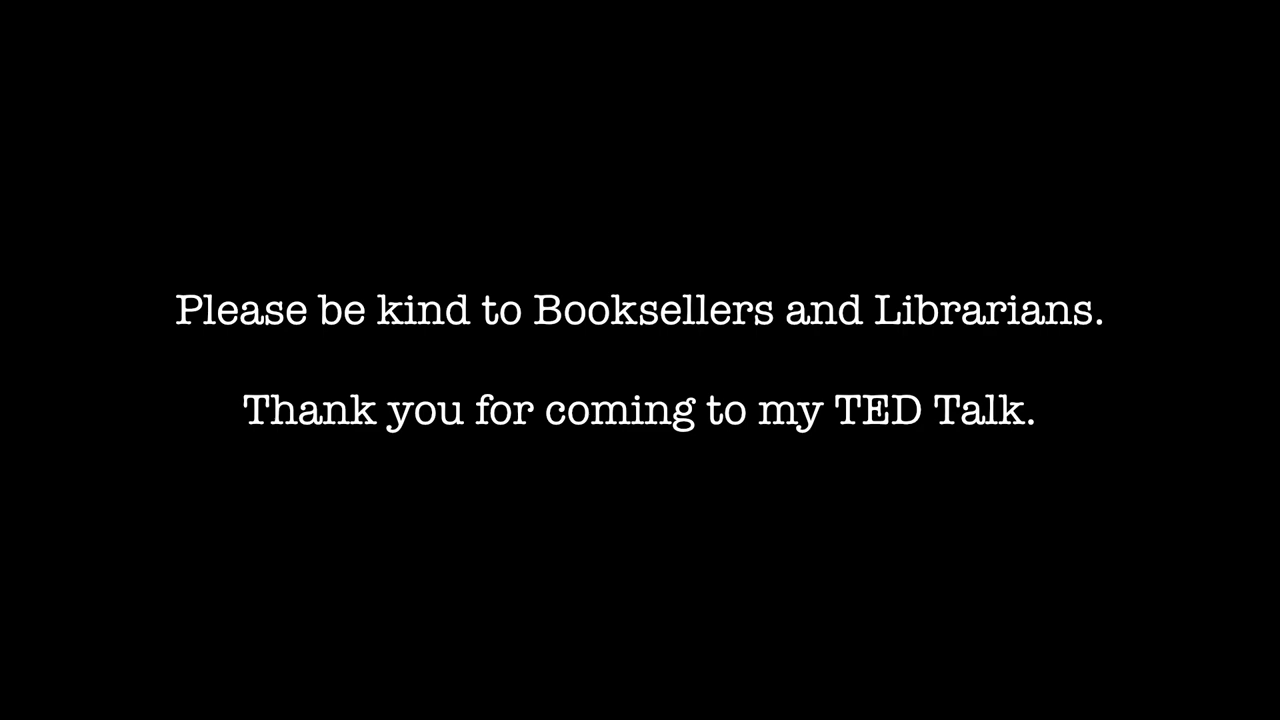 Please be kind to Booksellers and Librarians.
Thank you for coming to my TED Talk.